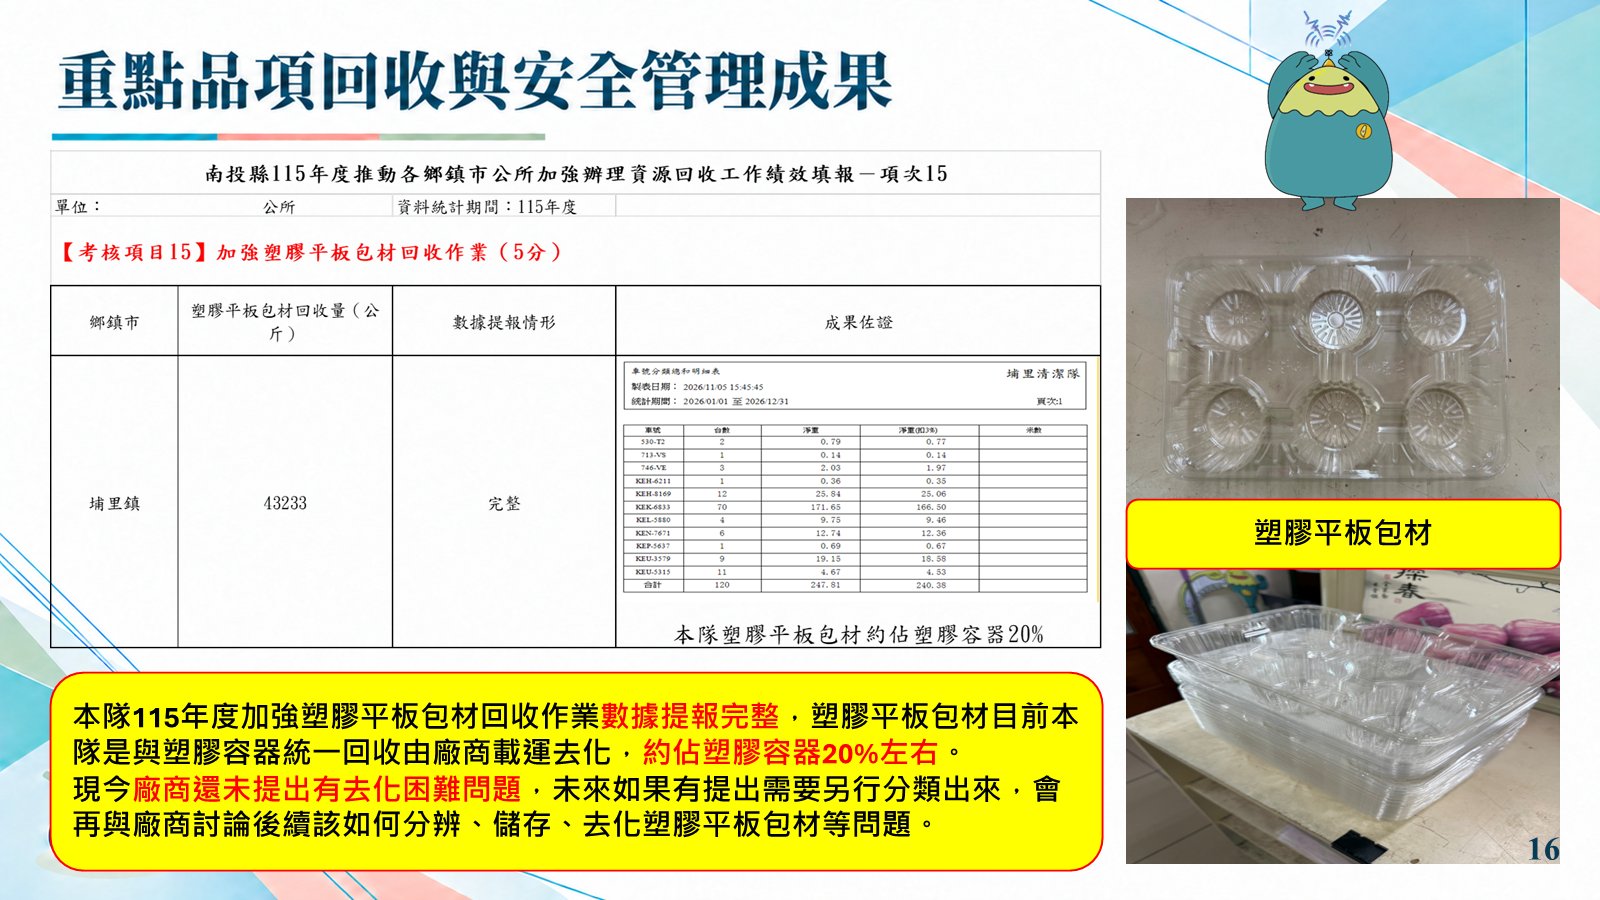 重點品項回收與安全管理成果
南投縣115年度推動各鄉鎮市公所加強辦理資源回收工作績效填報－項次15
單位： 公所 資料統計期間：115年度
【考核項目15】加強塑膠平板包材回收作業（5分）
鄉鎮市 塑膠平板包材回收量（公斤） 數據提報情形 成果佐證
埔里鎮 43233 完整
車號分類總和明細表 埔里清潔隊
製表日期： 2026/11/05 15:45:45
統計期間： 2026/01/01 至 2026/12/31 頁次:1
車號 台數 淨重 淨重(扣3%) 米數
530-T2 2 0.79 0.77
713-VS 1 0.14 0.14
746-VE 3 2.03 1.97
KEH-6211 1 0.36 0.35
KEH-8169 12 25.84 25.06
KEK-6833 70 171.65 166.50
KEL-5880 4 9.75 9.46
KEN-7671 6 12.74 12.36
KEP-5637 1 0.69 0.67
KEU-3579 9 19.15 18.58
KEU-5315 11 4.67 4.53
合計 120 247.81 240.38
本隊塑膠平板包材約佔塑膠容器20%
塑膠平板包材
本隊115年度加強塑膠平板包材回收作業數據提報完整，塑膠平板包材目前本
隊是與塑膠容器統一回收由廠商載運去化，約佔塑膠容器20%左右。
現今廠商還未提出有去化困難問題，未來如果有提出需要另行分類出來，會
再與廠商討論後續該如何分辨、儲存、去化塑膠平板包材等問題。
16